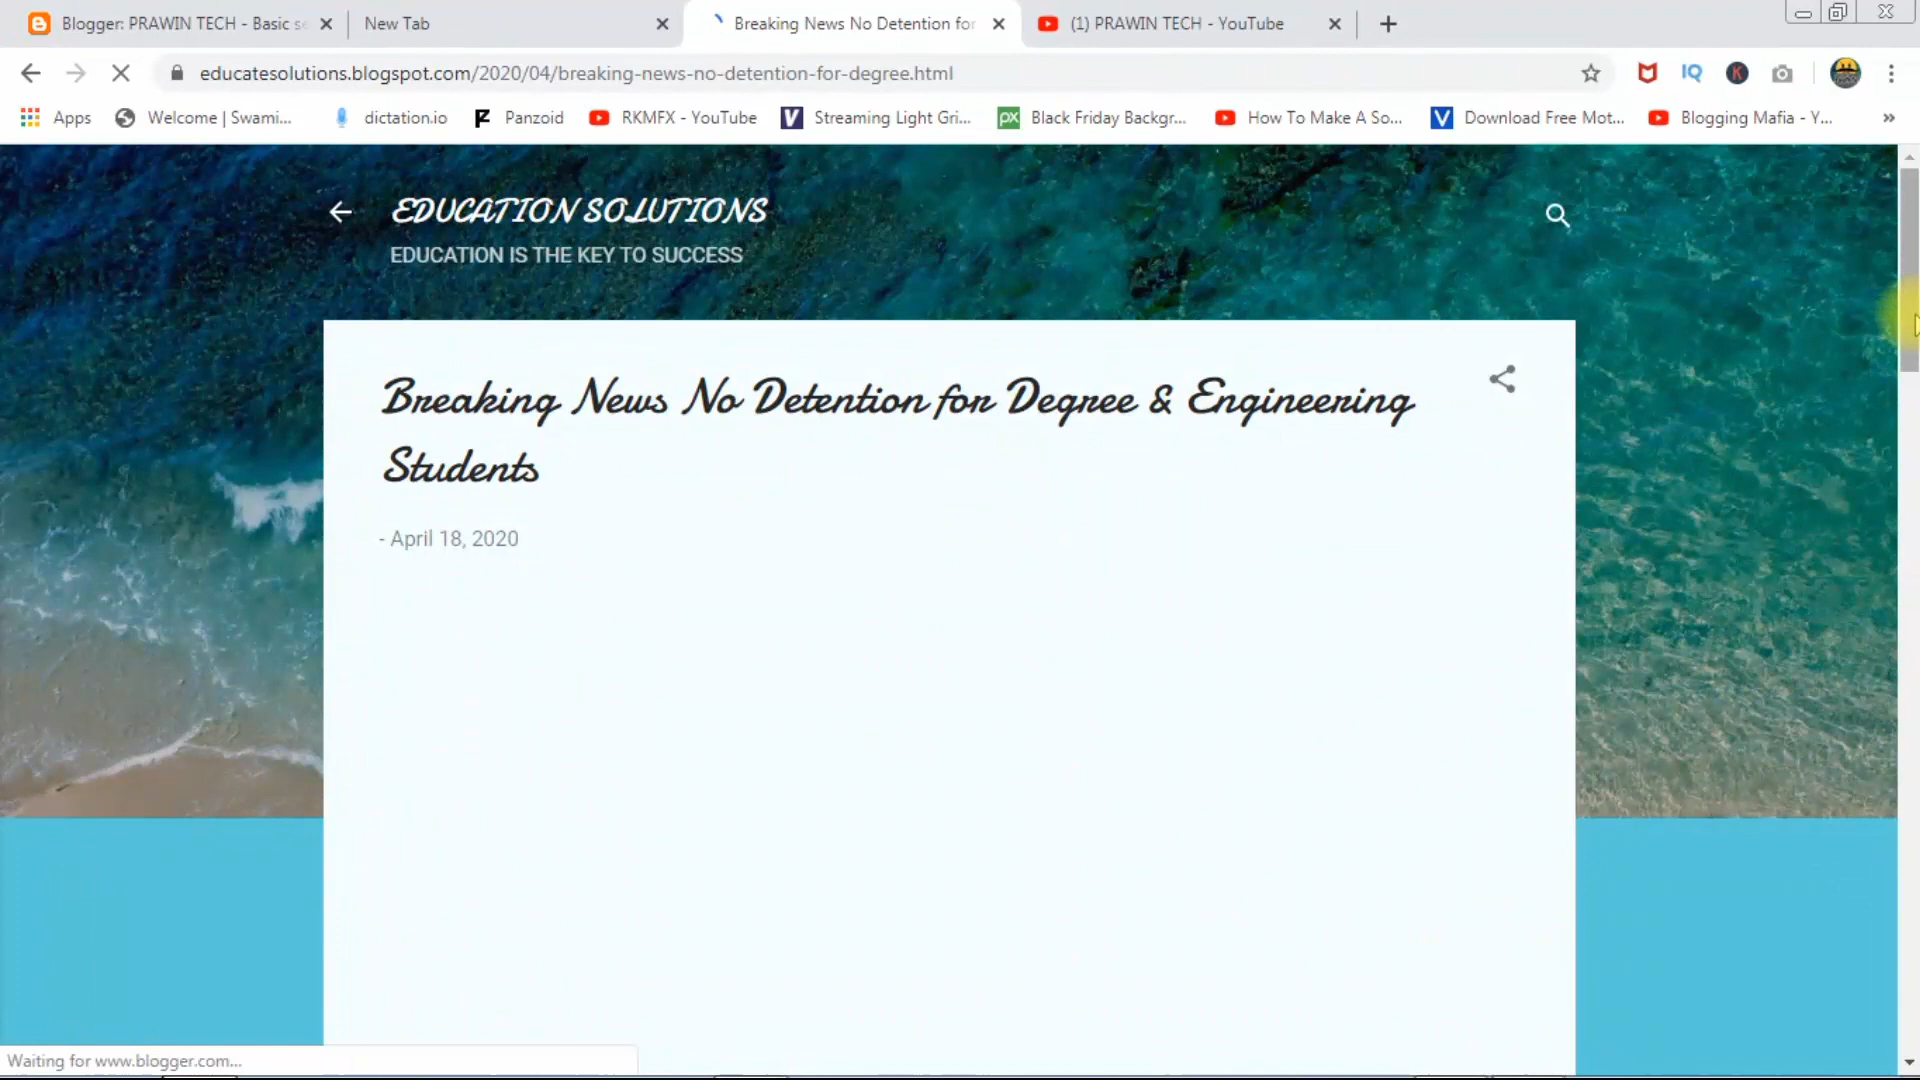 Blogger: PRAWIN TECH - Basic se
New Tab
Breaking News No Detention for
(1) PRAWIN TECH - YouTube
educatesolutions.blogspot.com/2020/04/breaking-news-no-detention-for-degree.html
IQ
K
Apps
Welcome | Swami...
dictation.io
Panzoid
RKMFX - YouTube
V
Streaming Light Gri...
px
Black Friday Backgr...
How To Make A So...
V
Download Free Mot...
Blogging Mafia - Y...
»
EDUCATION SOLUTIONS
EDUCATION IS THE KEY TO SUCCESS
Breaking News No Detention for Degree & Engineering
Students
- April 18, 2020
Waiting for www.blogger.com...